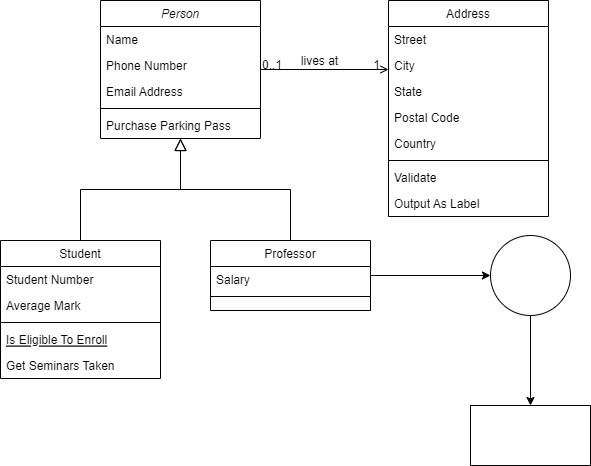 Person
Name
Phone Number
Email Address
Purchase Parking Pass
0..1
lives at
1
Address
Street
City
State
Postal Code
Country
Validate
Output As Label
Student
Student Number
Average Mark
Is Eligible To Enroll
Get Seminars Taken
Professor
Salary